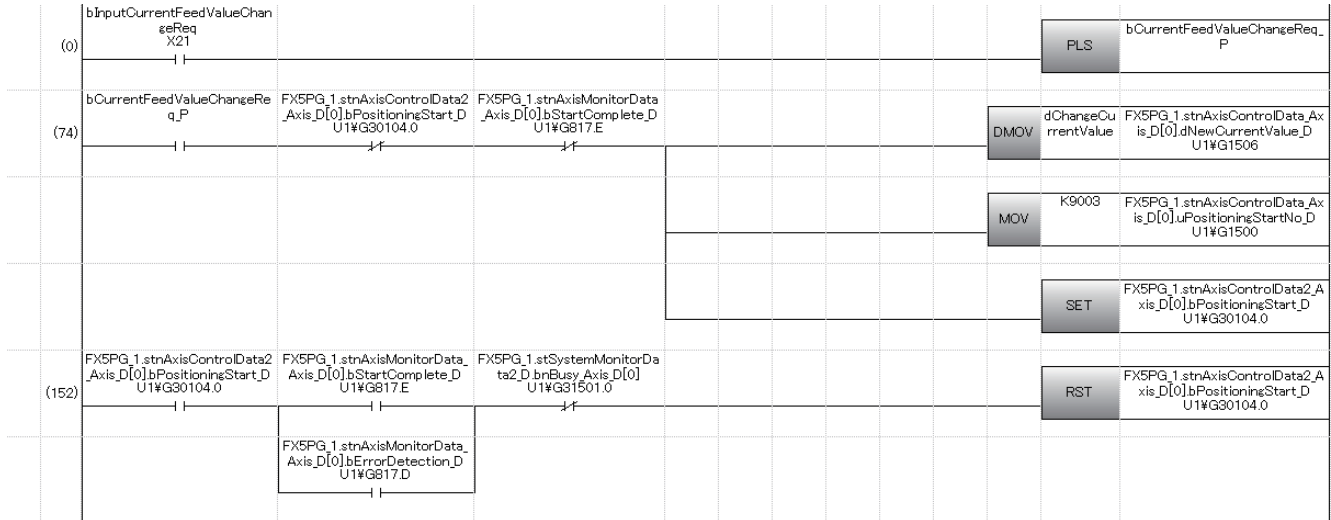 bInputCurrentFeedValueChan
geReq
X21
(0)
PLS
bCurrentFeedValueChangeReq_
P
bCurrentFeedValueChangeRe
q_P
FX5PG_1.stnAxisControlData2
_Axis_D[0].bPositioningStart_D
U1¥G30104.0
FX5PG_1.stnAxisMonitorData
_Axis_D[0].bStartComplete_D
U1¥G817.E
(74)
DMOV
dChangeCu
rrentValue
FX5PG_1.stnAxisControlData_Ax
is_D[0].dNewCurrentValue_D
U1¥G1506
MOV
K9003
FX5PG_1.stnAxisControlData_Ax
is_D[0].uPositioningStartNo_D
U1¥G1500
SET
FX5PG_1.stnAxisControlData2_A
xis_D[0].bPositioningStart_D
U1¥G30104.0
FX5PG_1.stnAxisControlData2
_Axis_D[0].bPositioningStart_D
U1¥G30104.0
FX5PG_1.stnAxisMonitorData_
Axis_D[0].bStartComplete_D
U1¥G817.E
FX5PG_1.stSystemMonitorDa
ta2_D.bnBusy_Axis_D[0]
U1¥G31501.0
(152)
RST
FX5PG_1.stnAxisControlData2_A
xis_D[0].bPositioningStart_D
U1¥G30104.0
FX5PG_1.stnAxisMonitorData_
Axis_D[0].bErrorDetection_D
U1¥G817.D